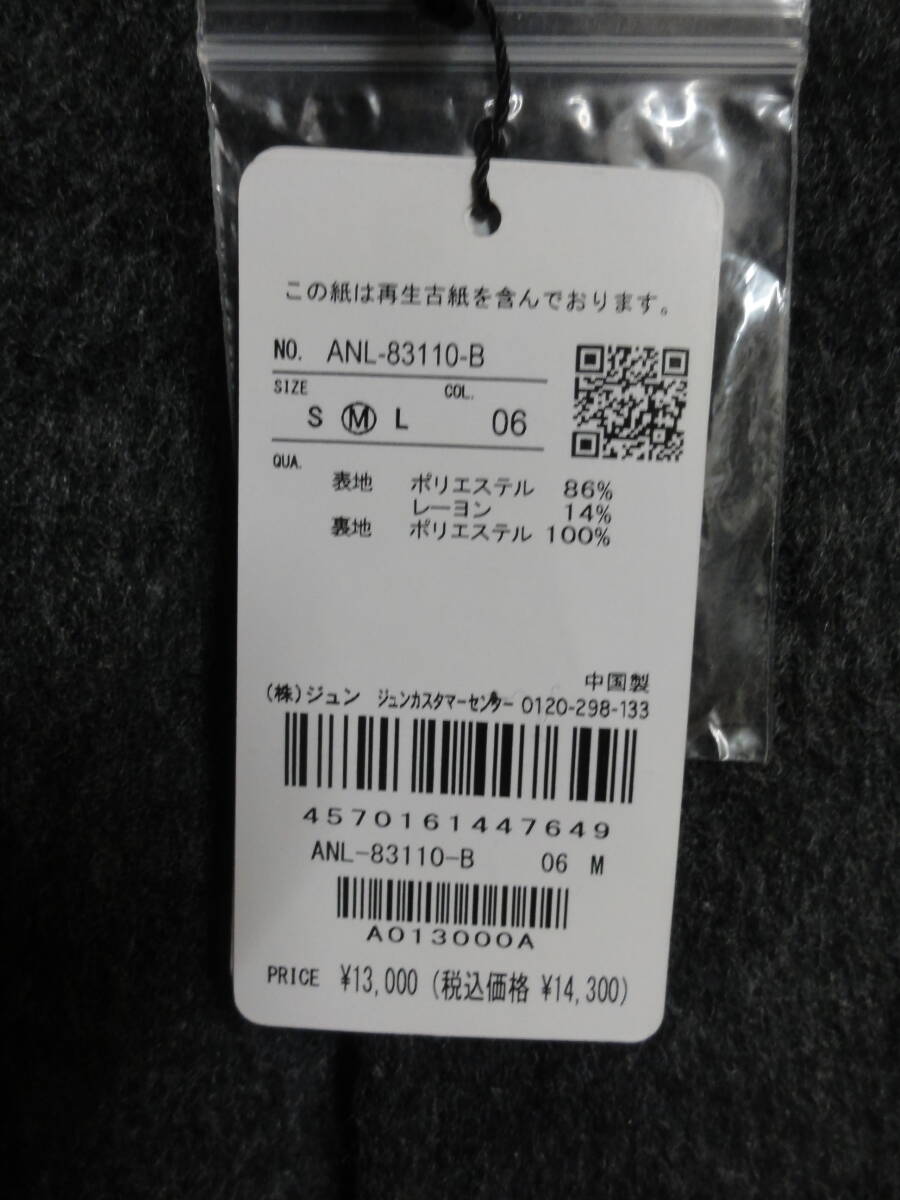 この紙は再生古紙を含んでおります。
NO. ANL-83110-B
SIZE COL.
S M L 06
QUA.
表地 ポリエステル 86%
レーヨン 14%
裏地 ポリエステル 100%
中国製
(株)ジュン ジュンカスタマーセンター 0120-298-133
4570161447649
ANL-83110-B 06 M
A013000A
PRICE ¥13,000 (税込価格 ¥14,300)